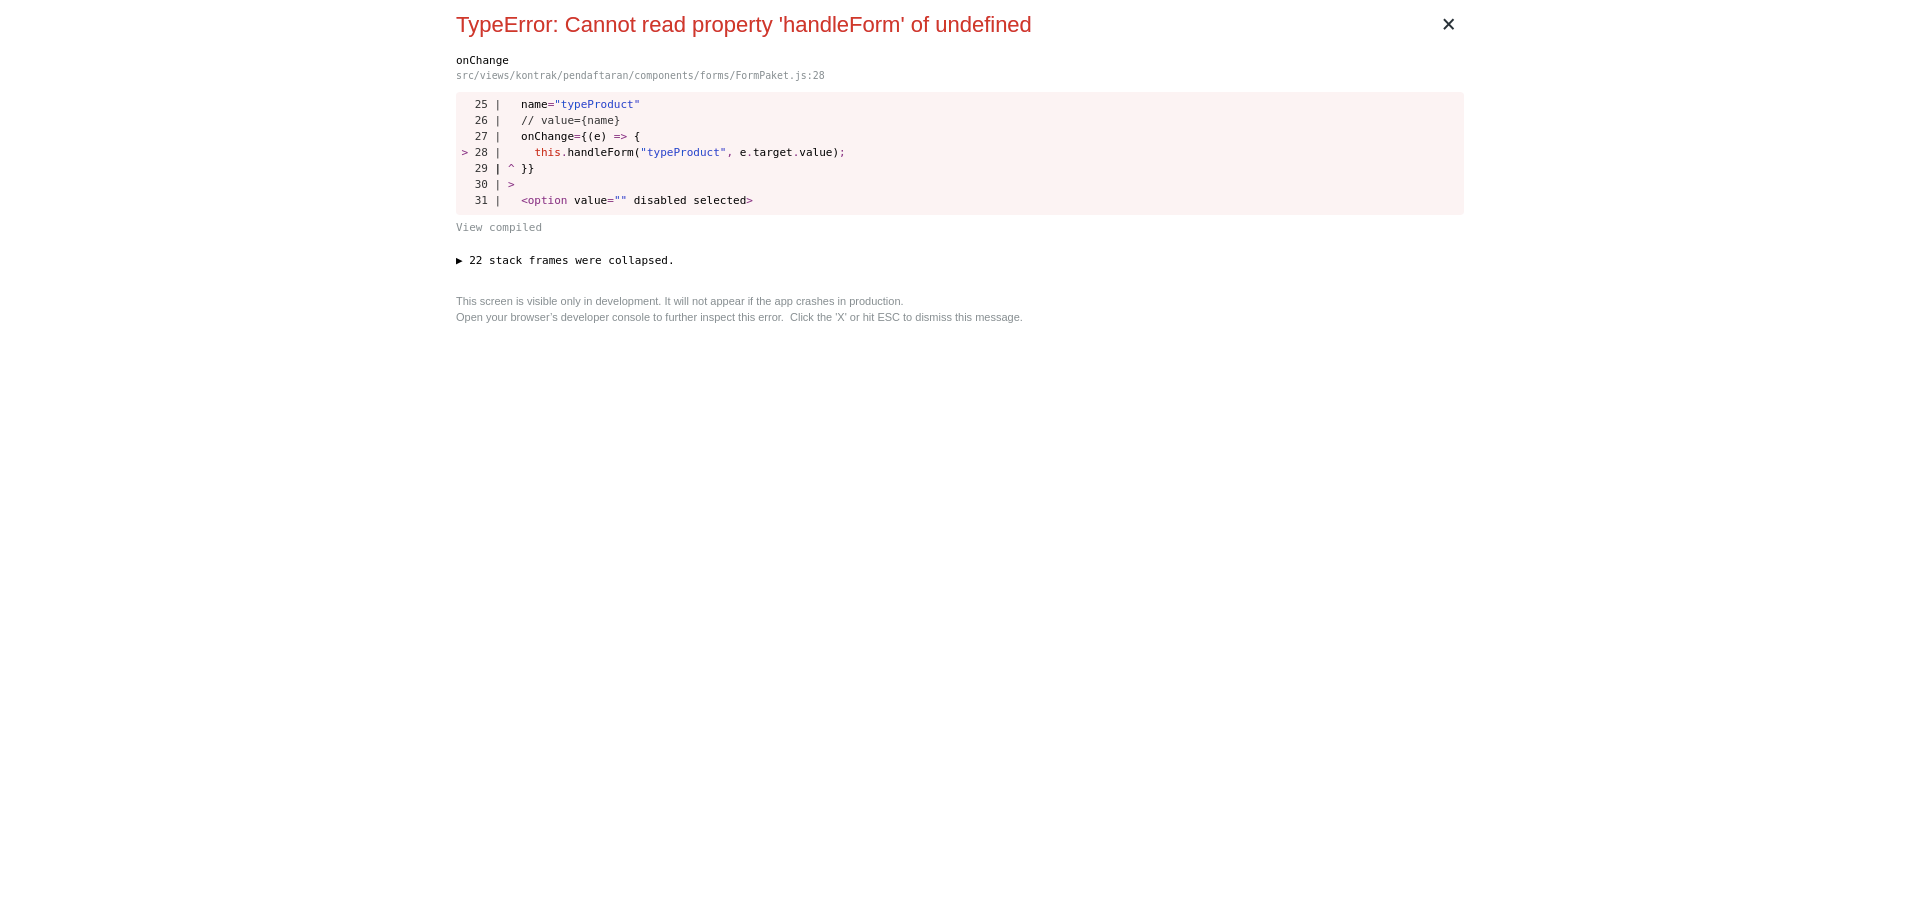 TypeError: Cannot read property 'handleForm' of undefined
✕
onChange
src/views/kontrak/pendaftaran/components/forms/FormPaket.js:28
  25 |   name="typeProduct"
  26 |   // value={name}
  27 |   onChange={(e) => {
> 28 |     this.handleForm("typeProduct", e.target.value);
  29 | ^ }}
  30 | >
  31 |   <option value="" disabled selected>
View compiled
▶ 22 stack frames were collapsed.
This screen is visible only in development. It will not appear if the app crashes in production.
Open your browser’s developer console to further inspect this error.  Click the 'X' or hit ESC to dismiss this message.